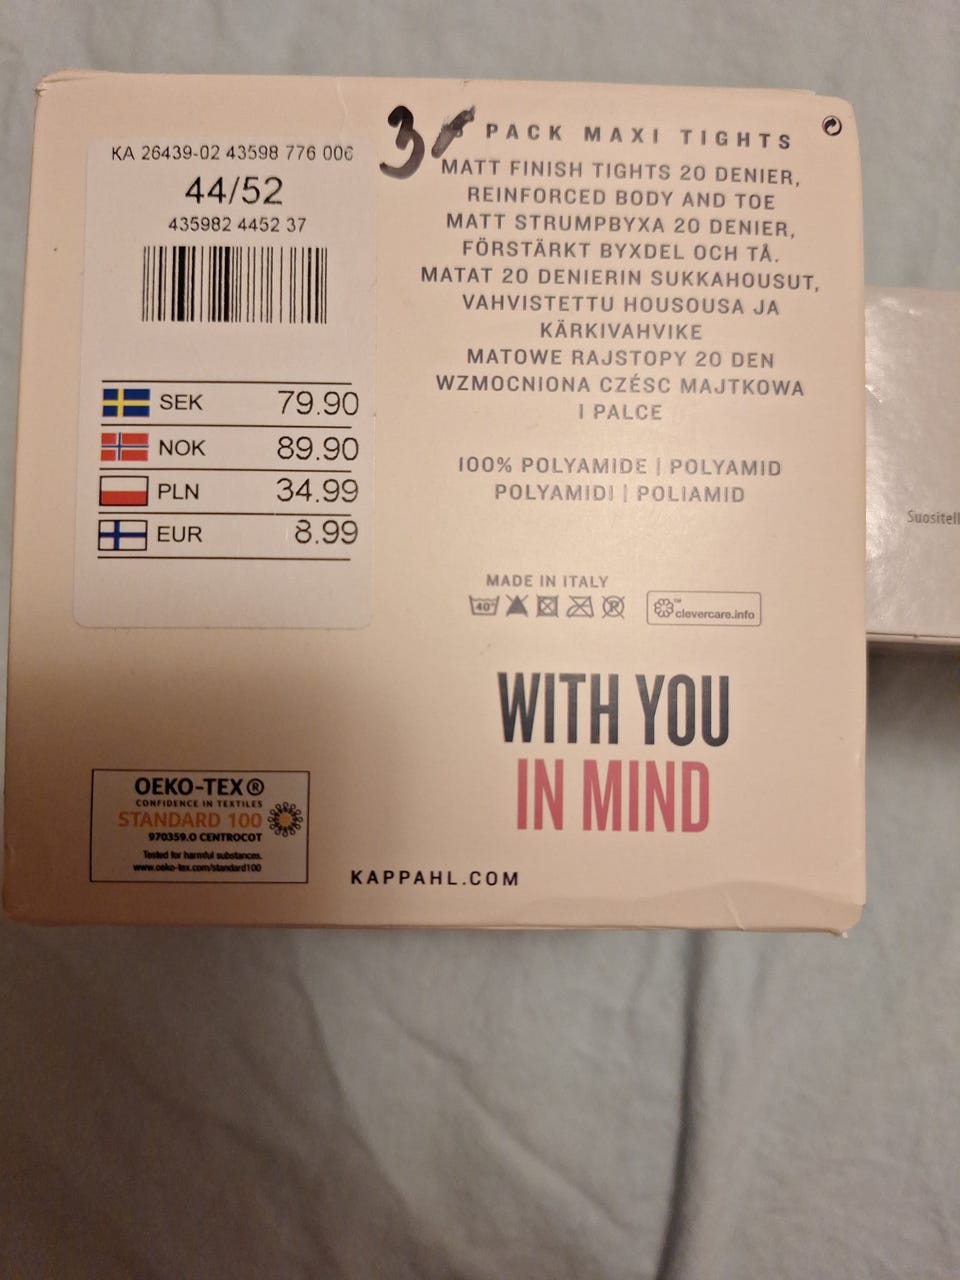 KA 26439-02 43598 776 006
44/52
435982 4452 37
SEK 79.90
NOK 89.90
PLN 34.99
EUR 8.99
3
PACK MAXI TIGHTS
MATT FINISH TIGHTS 20 DENIER,
REINFORCED BODY AND TOE
MATT STRUMPBYXA 20 DENIER,
FÖRSTÄRKT BYXDEL OCH TÅ.
MATAT 20 DENIERIN SUKKAHOUSUT,
VAHVISTETTU HOUSOUSA JA
KÄRKIVAHVIKE
MATOWE RAJSTOPY 20 DEN
WZMOCNIONA CZÉSC MAJTKOWA
I PALCE
100% POLYAMIDE | POLYAMID
POLYAMIDI | POLIAMID
MADE IN ITALY
40°
clevercare.info
WITH YOU
IN MIND
OEKO-TEX®
CONFIDENCE IN TEXTILES
STANDARD 100
970359.O CENTROCOT
Tested for harmful substances.
www.oeko-tex.com/standard100
KAPPAHL.COM